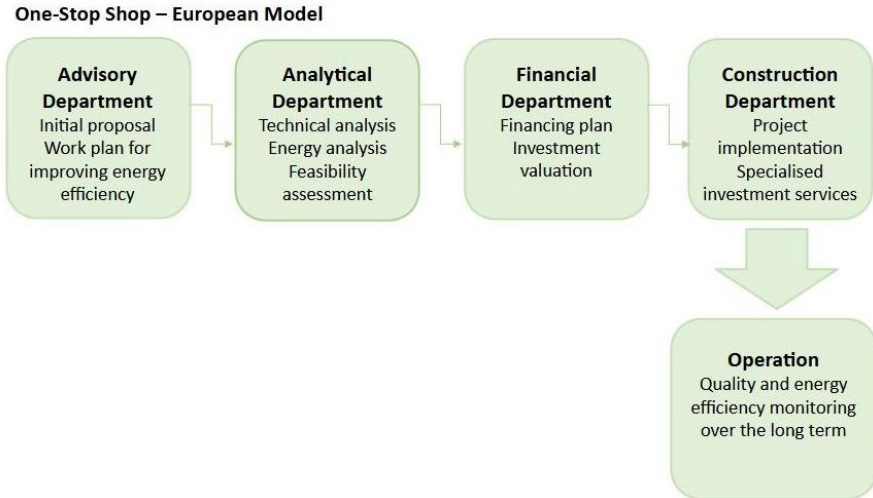 One-Stop Shop – European Model
Advisory
Department
Initial proposal
Work plan for
improving energy
efficiency
Analytical
Department
Technical analysis
Energy analysis
Feasibility
assessment
Financial
Department
Financing plan
Investment
valuation
Construction
Department
Project
implementation
Specialised
investment services
Operation
Quality and energy
efficiency monitoring
over the long term